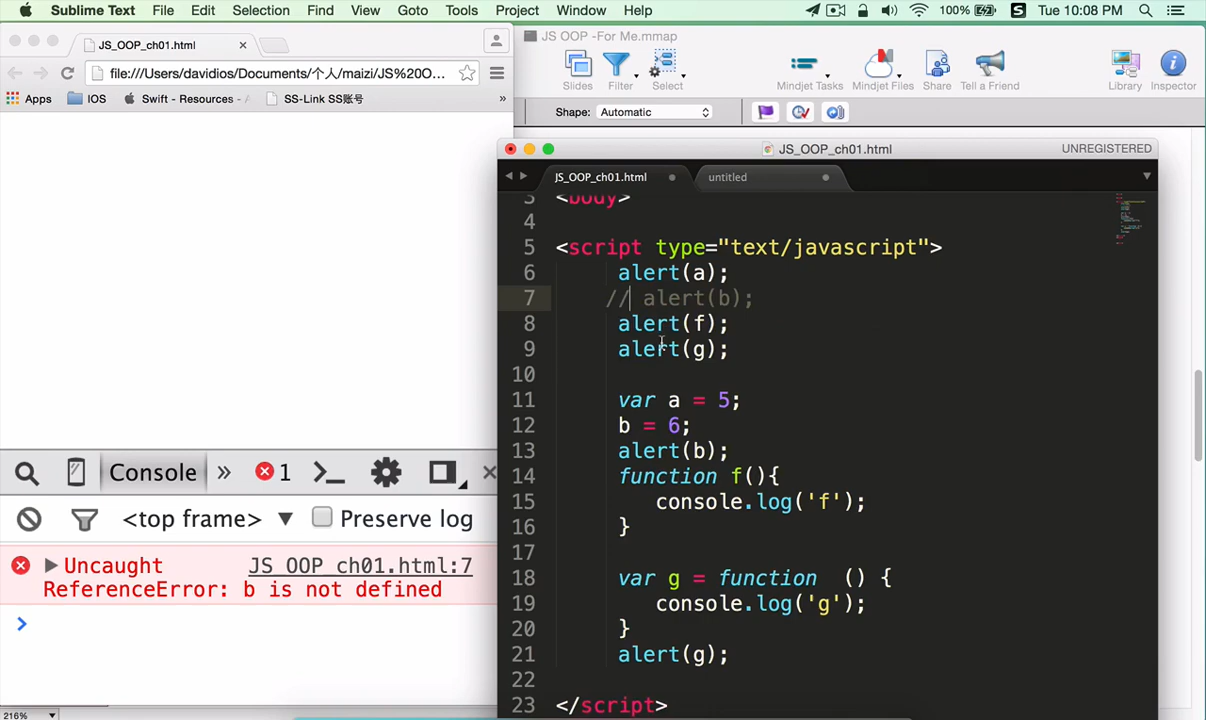 Sublime Text File Edit Selection Find View Goto Tools Project Window Help 100% S Tue 10:08 PM
JS_OOP_ch01.html
JS OOP -For Me.mmap
file:///Users/davidios/Documents/个人/maizi/JS%20O...
Apps IOS Swift - Resources - SS-Link SS账号 »
Slides Filter Select Mindjet Tasks Mindjet Files Share Tell a Friend Library Inspector
Shape: Automatic
JS_OOP_ch01.html UNREGISTERED
JS_OOP_ch01.html untitled
3 <body>
4
5 <script type="text/javascript">
6 alert(a);
7 // alert(b);
8 alert(f);
9 alert(g);
10
11 var a = 5;
12 b = 6;
13 alert(b);
14 function f(){
15 console.log('f');
16 }
17
18 var g = function () {
19 console.log('g');
20 }
21 alert(g);
22
23 </script>
Console » 1
<top frame> Preserve log
Uncaught JS_OOP_ch01.html:7
ReferenceError: b is not defined
216%